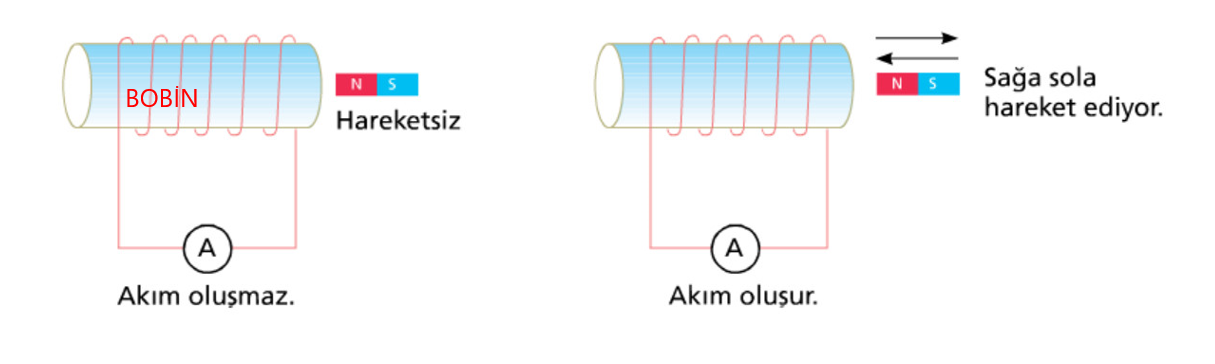 BOBİN
N S
Hareketsiz
A
Akım oluşmaz.
N S
Sağa sola
hareket ediyor.
A
Akım oluşur.